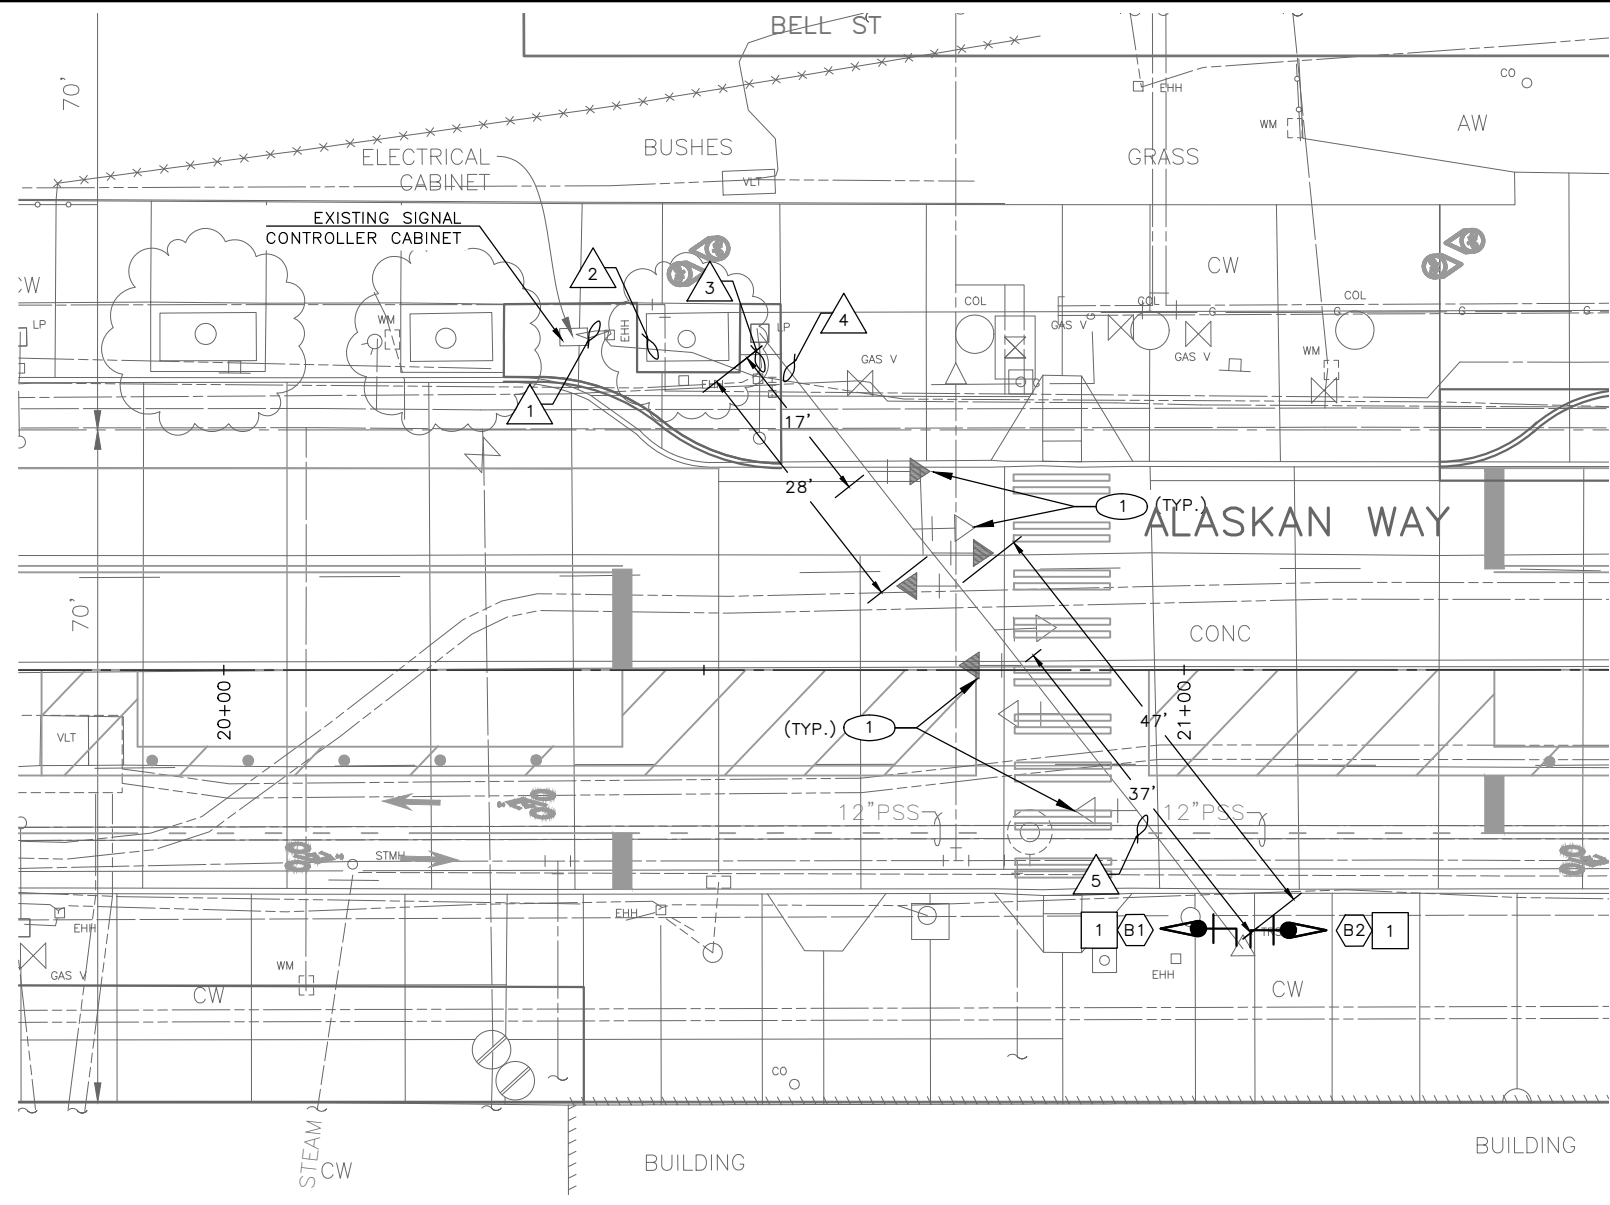 BELL ST
70'
CO
EHH
WM
AW
BUSHES
ELECTRICAL
CABINET
GRASS
VLT
EXISTING SIGNAL
CONTROLLER CABINET
CW
CW
2
3
4
LP
WM
EHH
LP
COL
COL
COL
G
G
G
G
GAS V
GAS V
GAS V
WM
G
EHH
1
17'
28'
1
(TYP.)
ALASKAN WAY
70'
CONC
20+00
21+00
47'
VLT
(TYP.)
1
37'
12"PSS
12"PSS
STMH
5
EHH
EHH
1
B1
B2
1
GAS V
WM
EHH
CW
CW
CO
STEAM
CW
BUILDING
BUILDING